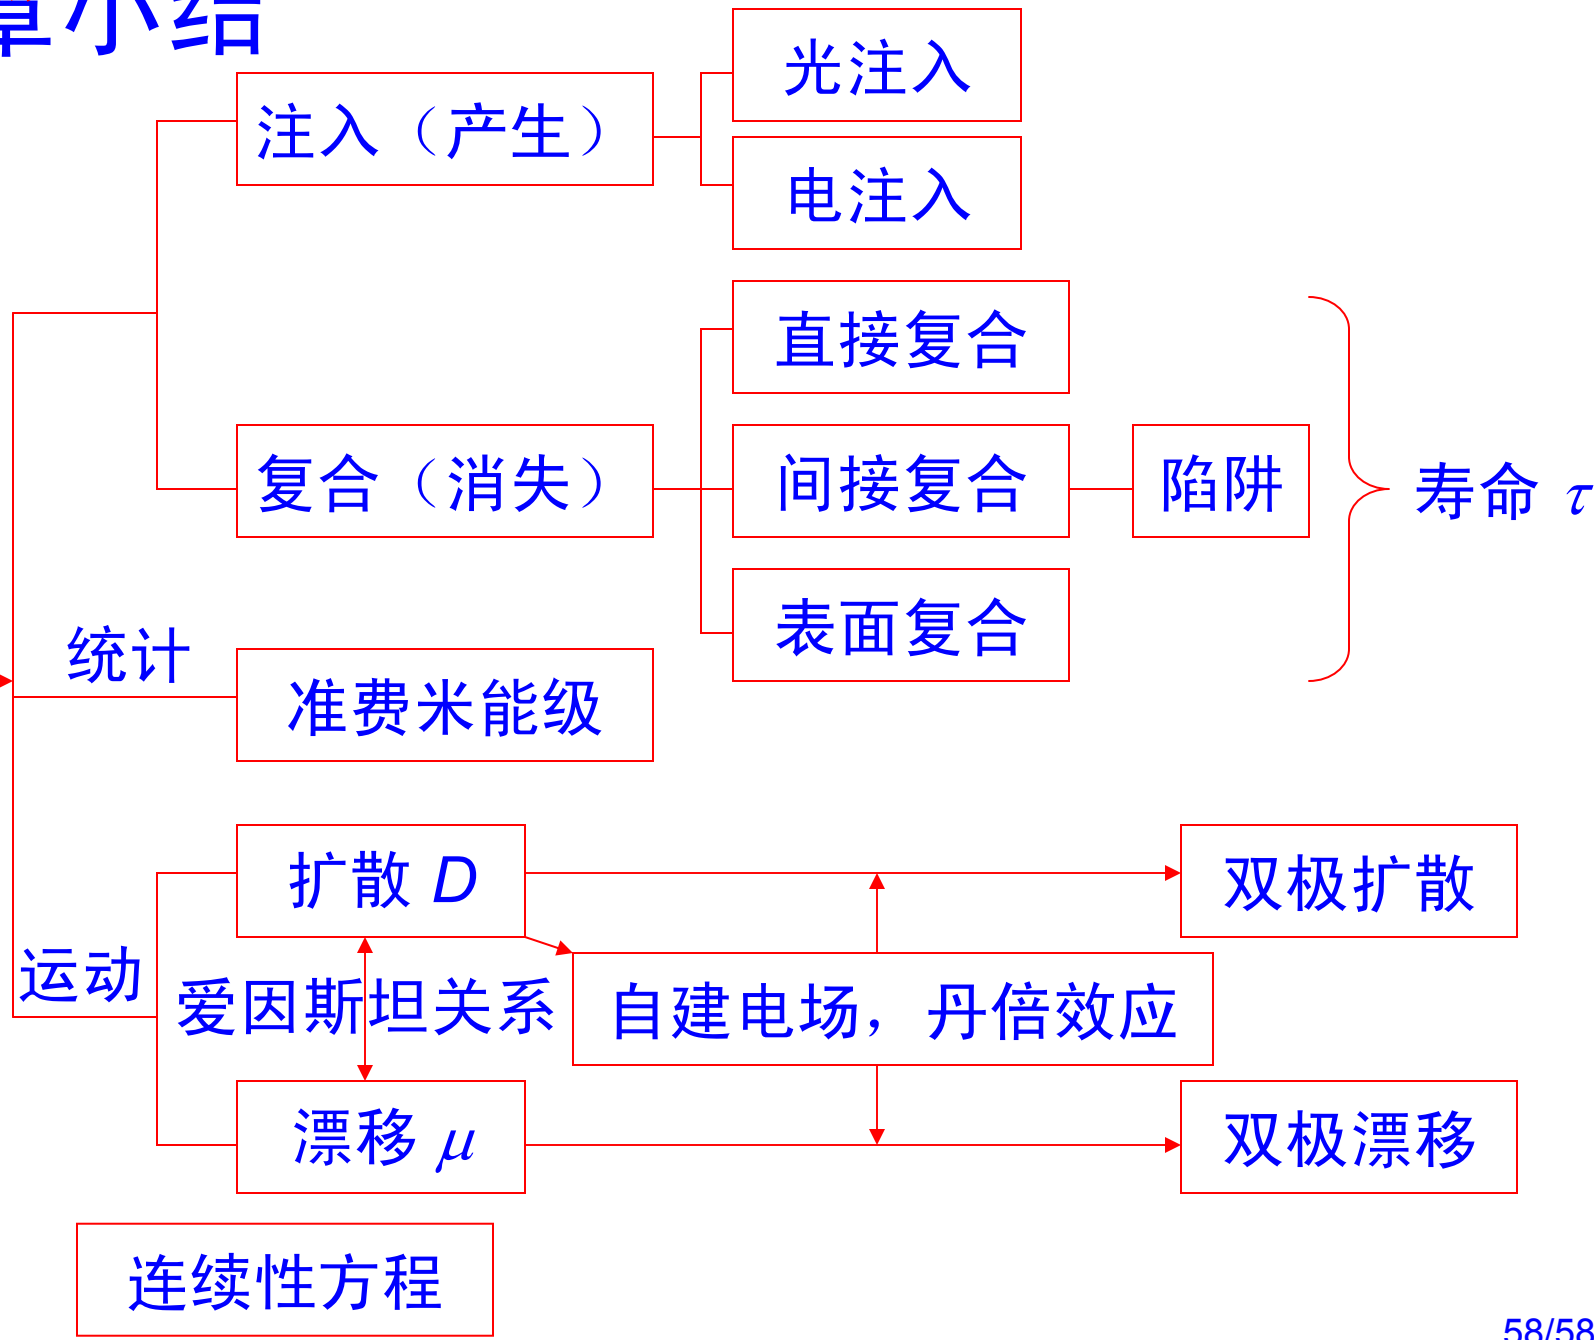 章小结
光注入
注入（产生）
电注入
直接复合
复合（消失）
间接复合
陷阱
寿命 τ
表面复合
统计
准费米能级
扩散 D
双极扩散
运动
爱因斯坦关系
自建电场，丹倍效应
漂移 μ
双极漂移
连续性方程
58/58